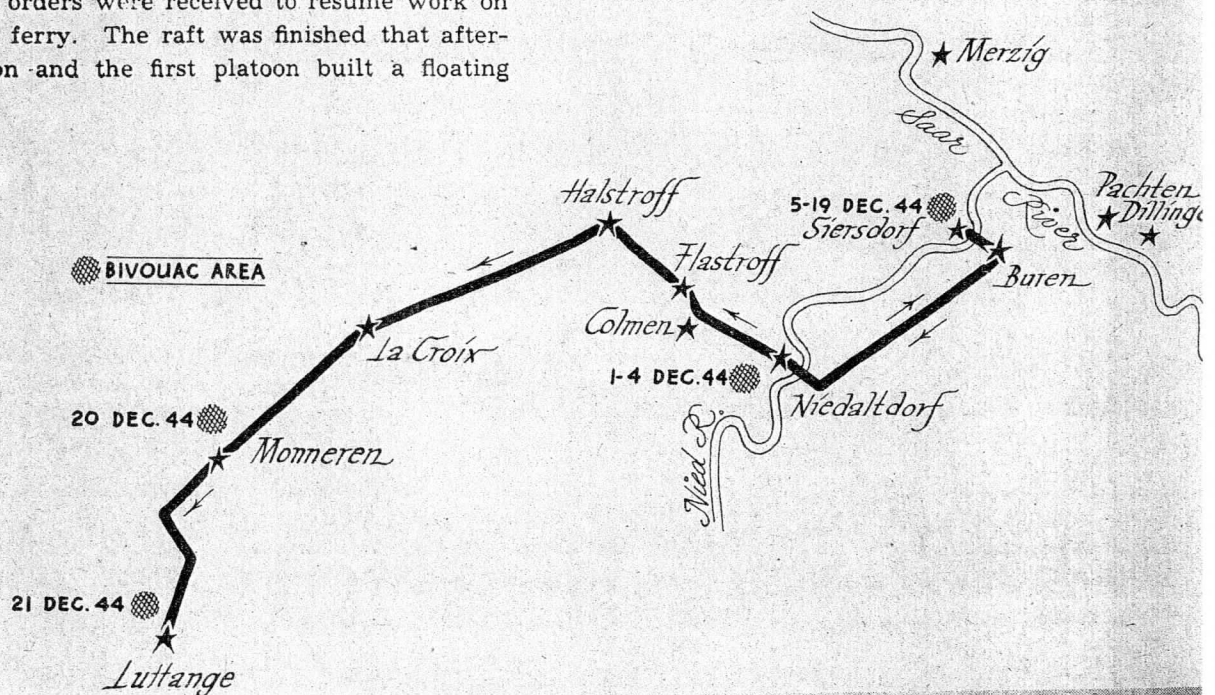 orders were received to resume work on
ferry. The raft was finished that after-
on and the first platoon built a floating
Merzig
Saar
River
Halstroff
5-19 DEC. 44
Siersdorf
Pachten
Dillinge
BIVOUAC AREA
Flastroff
Buren
Colmen
La Croix
1-4 DEC. 44
Niedaltdorf
20 DEC. 44
Monneren
Nied R.
21 DEC. 44
Luttange